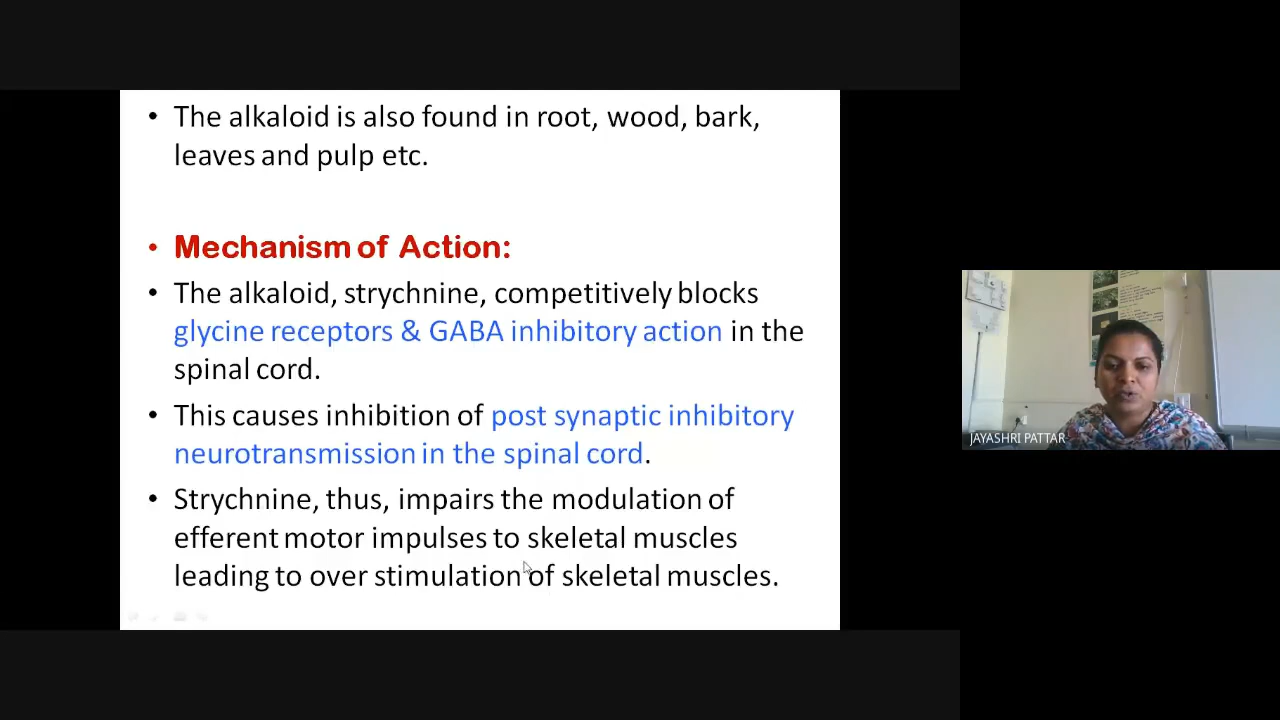 • The alkaloid is also found in root, wood, bark,
leaves and pulp etc.
• Mechanism of Action:
• The alkaloid, strychnine, competitively blocks
glycine receptors & GABA inhibitory action in the
spinal cord.
• This causes inhibition of post synaptic inhibitory
neurotransmission in the spinal cord.
• Strychnine, thus, impairs the modulation of
efferent motor impulses to skeletal muscles
leading to over stimulation of skeletal muscles.
JAYASHRI PATTAR